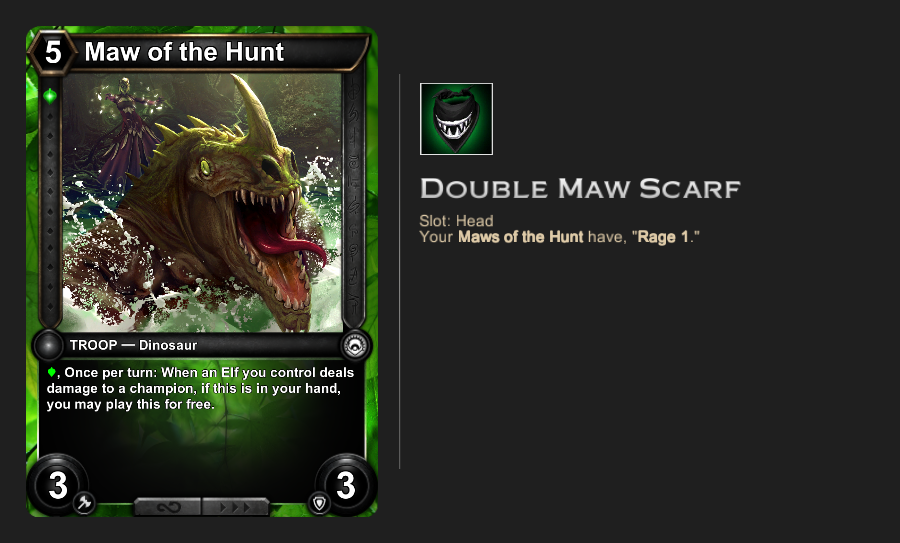 5 Maw of the Hunt
TROOP — Dinosaur
, Once per turn: When an Elf you control deals
damage to a champion, if this is in your hand,
you may play this for free.
3
3
DOUBLE MAW SCARF
Slot: Head
Your Maws of the Hunt have, "Rage 1."